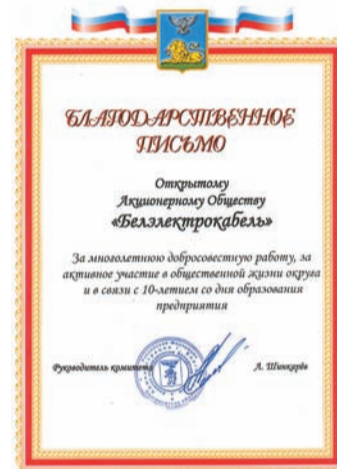 БЛАГОДАРСТВЕННОЕ
ПИСЬМО
Открытому
Акционерному Обществу
«Белэлектрокабель»
За многолетнюю добросовестную работу, за
активное участие в общественной жизни округа
и в связи с 10-летием со дня образования
предприятия
Руководитель комитета А. Шинкарёв